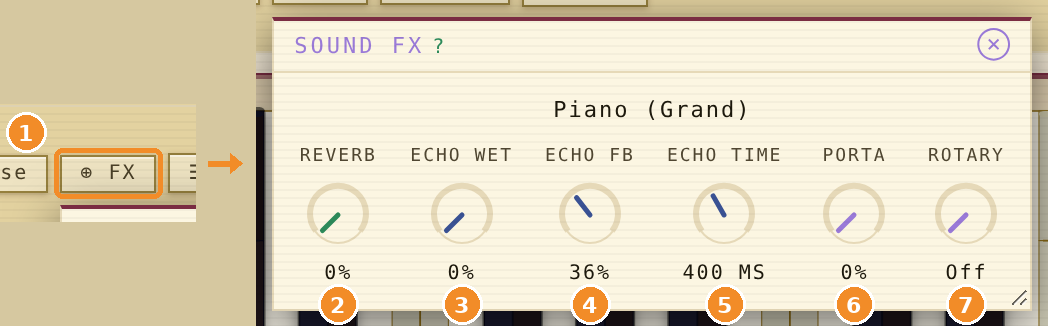 1
se
⊕ FX
SOUND FX ?
Piano (Grand)
REVERB ECHO WET ECHO FB ECHO TIME PORTA ROTARY
0% 0% 36% 400 MS 0% Off
2 3 4 5 6 7